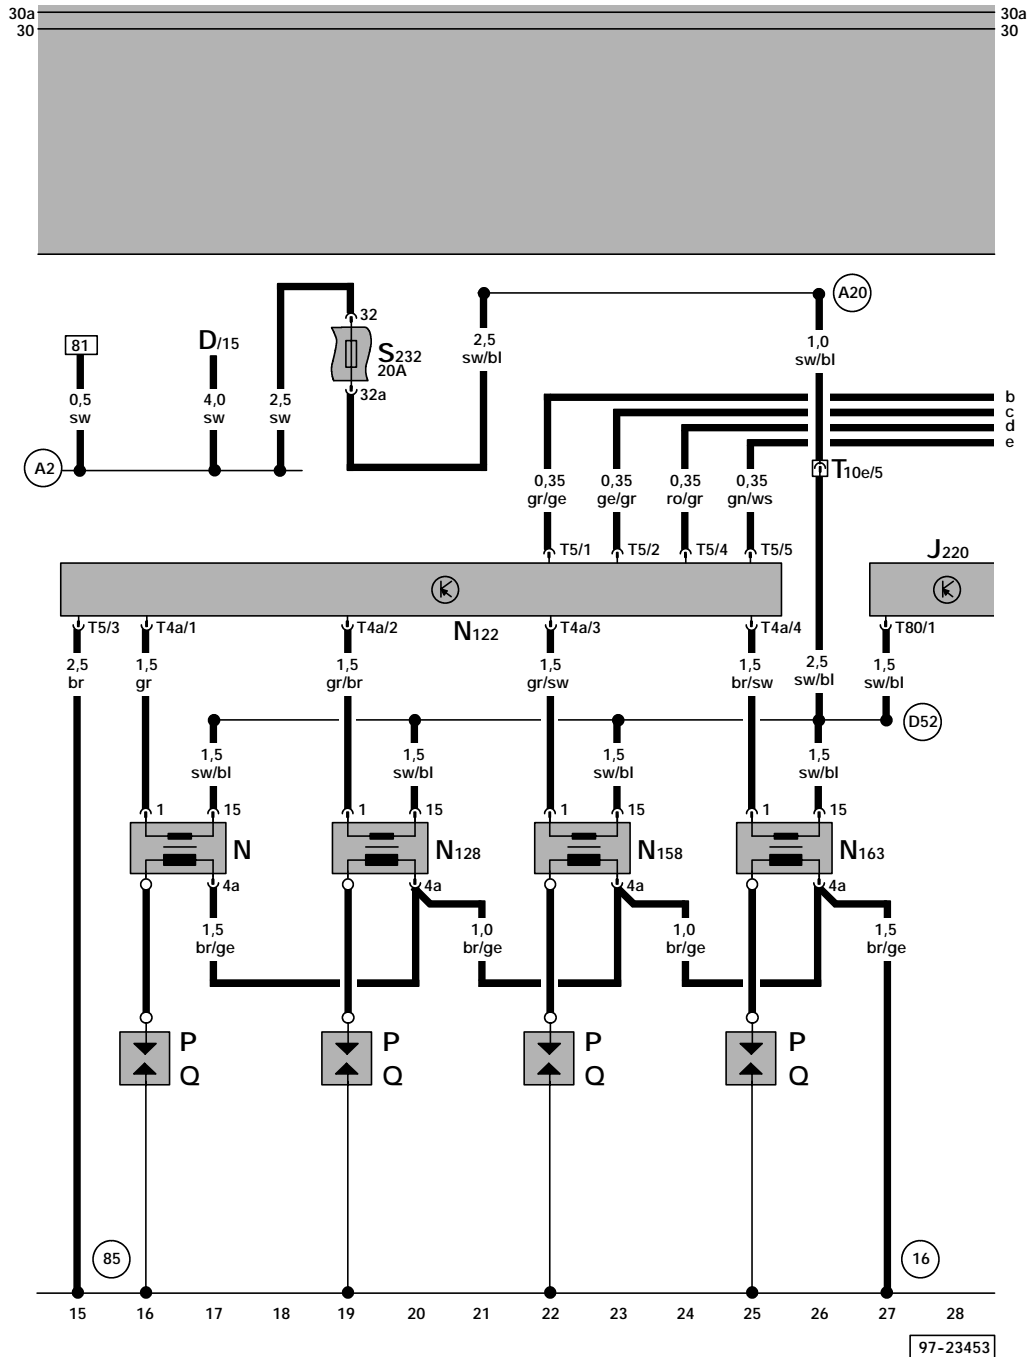 30a 30a
30 30
A20
32
S232
20A
32a
81
D/15
2,5
sw/bl
1,0
sw/bl
0,5
sw
4,0
sw
2,5
sw
b
c
d
e
A2
T10e/5
0,35
gr/ge
0,35
ge/gr
0,35
ro/gr
0,35
gn/ws
T5/1
T5/2
T5/4
T5/5
J220
T5/3
T4a/1
T4a/2
N122
T4a/3
T4a/4
T80/1
2,5
br
1,5
gr
1,5
gr/br
1,5
gr/sw
1,5
br/sw
2,5
sw/bl
1,5
sw/bl
D52
1,5
sw/bl
1,5
sw/bl
1,5
sw/bl
1,5
sw/bl
1 15 1 15 1 15 1 15
N N128 N158 N163
4a 4a 4a 4a
1,5
br/ge
1,0
br/ge
1,0
br/ge
1,5
br/ge
P P P P
Q Q Q Q
85 16
15 16 17 18 19 20 21 22 23 24 25 26 27 28
97-23453